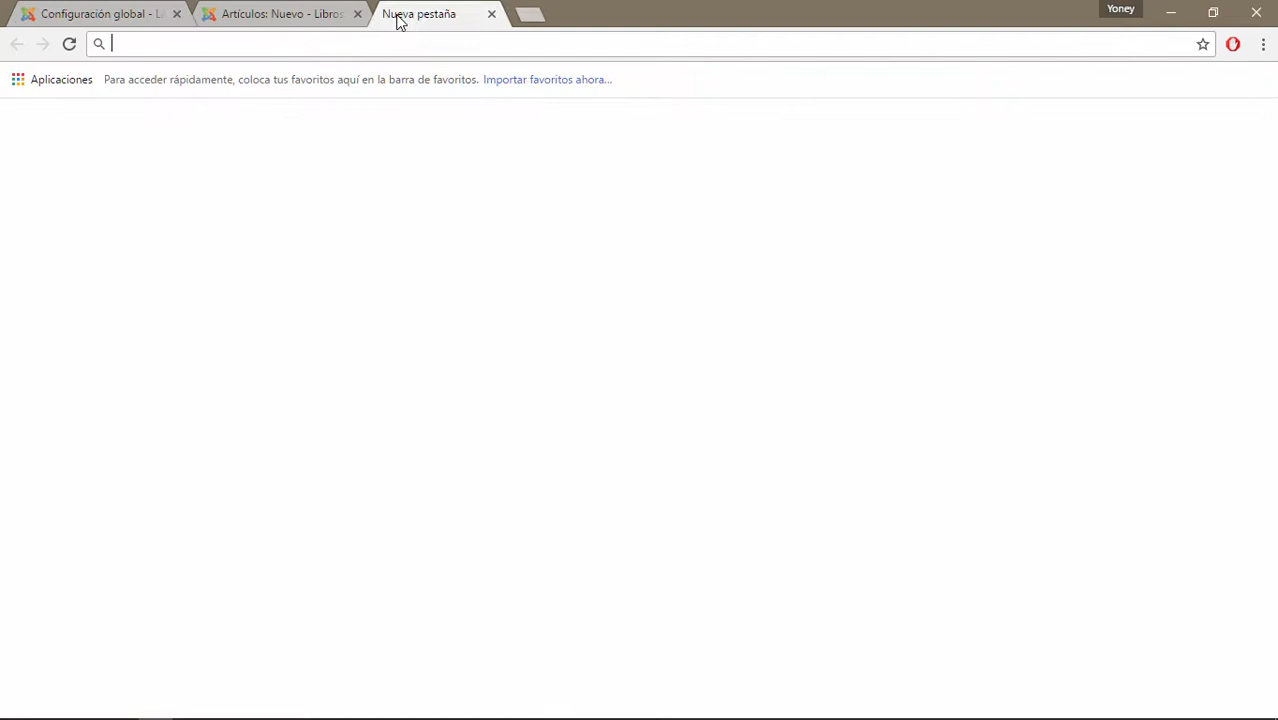 Configuración global - Li
Artículos: Nuevo - Libros
Nueva pestaña
Yoney
Aplicaciones
Para acceder rápidamente, coloca tus favoritos aquí en la barra de favoritos. Importar favoritos ahora...